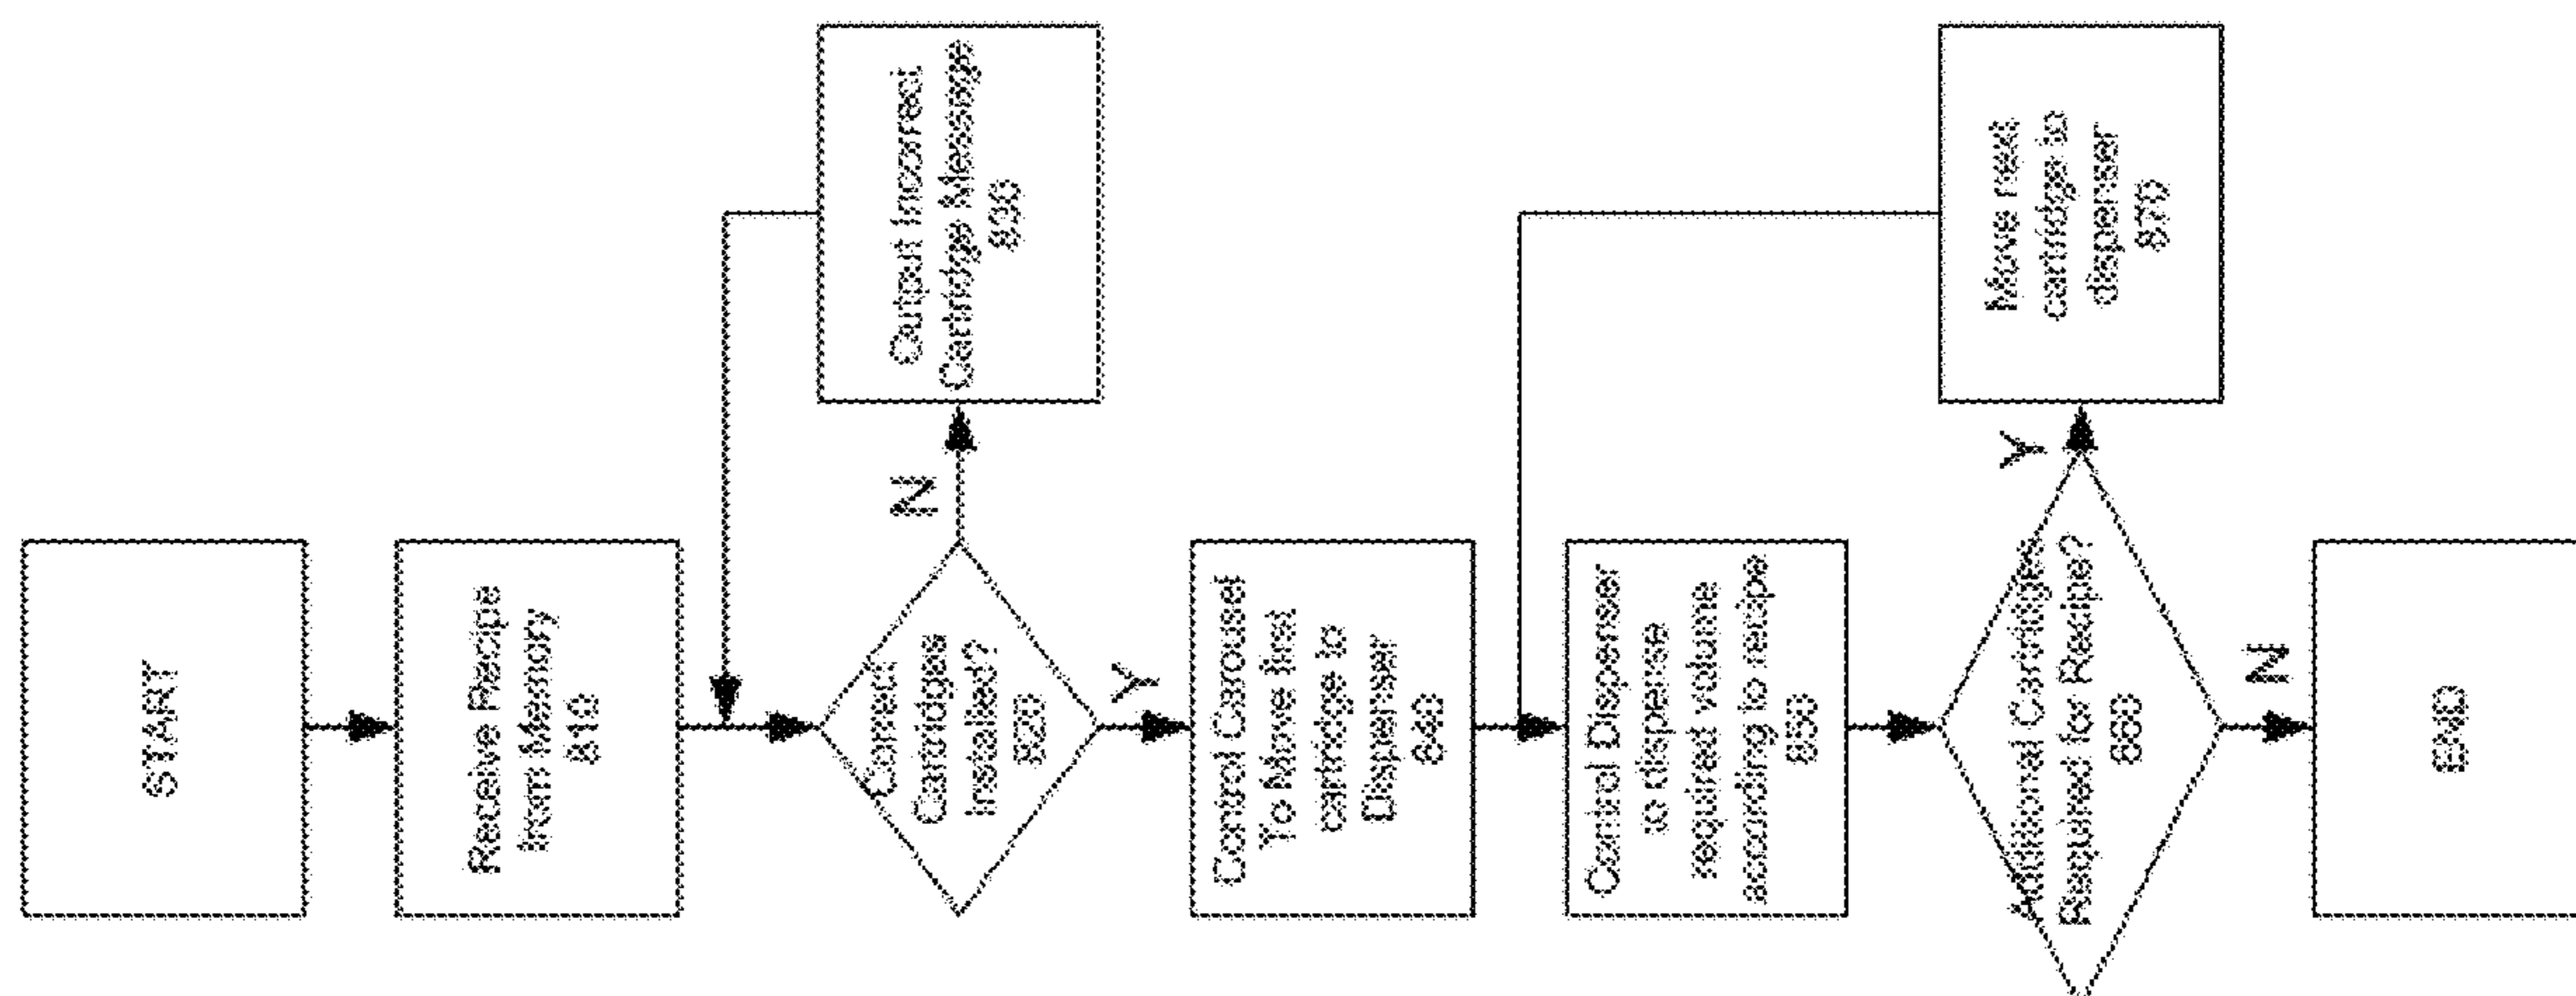 START
Receive Recipe
from Memory
810
Correct
Cartridges
Installed?
820
N
Output Incorrect
Cartridge Message
830
Y
Control Carousel
To Move first
cartridge to
Dispenser
840
Control Dispenser
to dispense
required volume
according to recipe
850
Additional Cartridges
Required for Recipe?
860
Y
Move next
cartridge to
dispenser
870
N
END